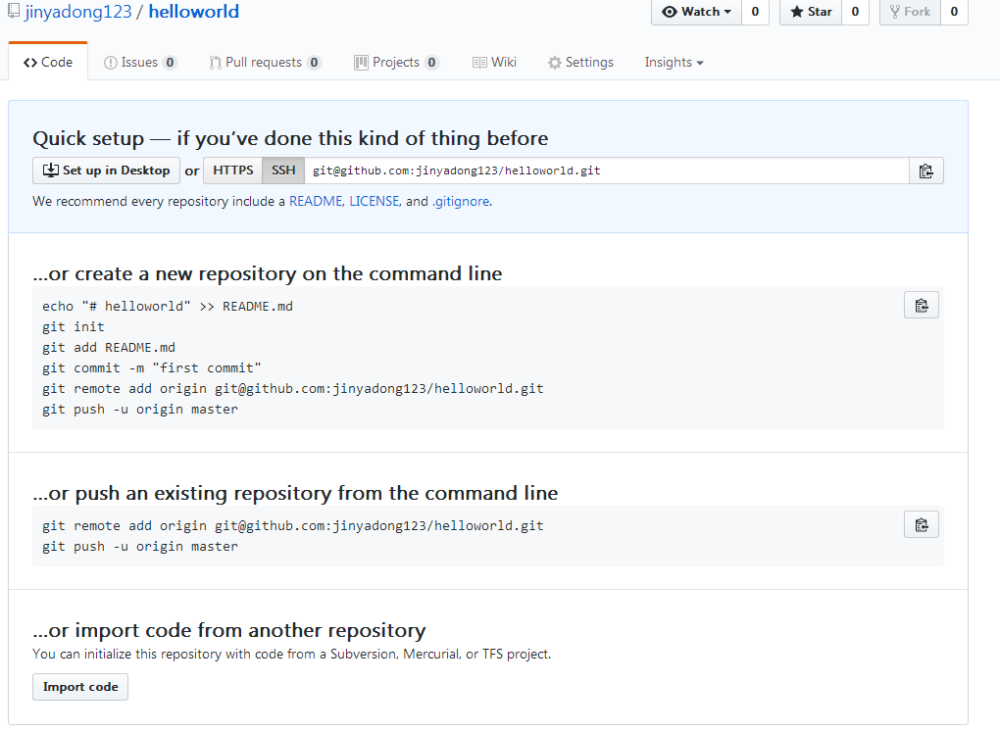 jinyadong123 / helloworld
Watch 0 Star 0 Fork 0
Code Issues 0 Pull requests 0 Projects 0 Wiki Settings Insights
Quick setup — if you’ve done this kind of thing before
Set up in Desktop or HTTPS SSH git@github.com:jinyadong123/helloworld.git
We recommend every repository include a README, LICENSE, and .gitignore.
…or create a new repository on the command line
echo "# helloworld" >> README.md
git init
git add README.md
git commit -m "first commit"
git remote add origin git@github.com:jinyadong123/helloworld.git
git push -u origin master
…or push an existing repository from the command line
git remote add origin git@github.com:jinyadong123/helloworld.git
git push -u origin master
…or import code from another repository
You can initialize this repository with code from a Subversion, Mercurial, or TFS project.
Import code